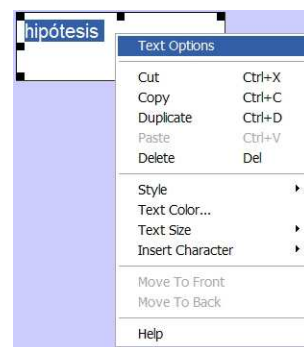 hipótesis
Text Options
Cut Ctrl+X
Copy Ctrl+C
Duplicate Ctrl+D
Paste Ctrl+V
Delete Del
Style
Text Color...
Text Size
Insert Character
Move To Front
Move To Back
Help